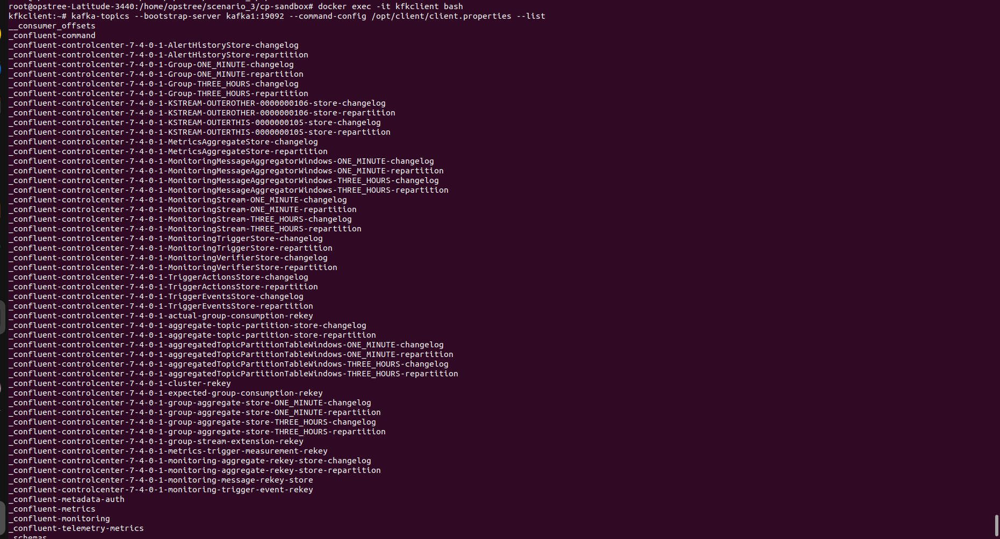 root@opstree-Latitude-3440:/home/opstree/scenario_3/cp-sandbox# docker exec -it kfkclient bash
kfkclient:~# kafka-topics --bootstrap-server kafka1:19092 --command-config /opt/client/client.properties --list
__consumer_offsets
_confluent-command
_confluent-controlcenter-7-4-0-1-AlertHistoryStore-changelog
_confluent-controlcenter-7-4-0-1-AlertHistoryStore-repartition
_confluent-controlcenter-7-4-0-1-Group-ONE_MINUTE-changelog
_confluent-controlcenter-7-4-0-1-Group-ONE_MINUTE-repartition
_confluent-controlcenter-7-4-0-1-Group-THREE_HOURS-changelog
_confluent-controlcenter-7-4-0-1-Group-THREE_HOURS-repartition
_confluent-controlcenter-7-4-0-1-KSTREAM-OUTEROTHER-0000000106-store-changelog
_confluent-controlcenter-7-4-0-1-KSTREAM-OUTEROTHER-0000000106-store-repartition
_confluent-controlcenter-7-4-0-1-KSTREAM-OUTERTHIS-0000000105-store-changelog
_confluent-controlcenter-7-4-0-1-KSTREAM-OUTERTHIS-0000000105-store-repartition
_confluent-controlcenter-7-4-0-1-MetricsAggregateStore-changelog
_confluent-controlcenter-7-4-0-1-MetricsAggregateStore-repartition
_confluent-controlcenter-7-4-0-1-MonitoringMessageAggregatorWindows-ONE_MINUTE-changelog
_confluent-controlcenter-7-4-0-1-MonitoringMessageAggregatorWindows-ONE_MINUTE-repartition
_confluent-controlcenter-7-4-0-1-MonitoringMessageAggregatorWindows-THREE_HOURS-changelog
_confluent-controlcenter-7-4-0-1-MonitoringMessageAggregatorWindows-THREE_HOURS-repartition
_confluent-controlcenter-7-4-0-1-MonitoringStream-ONE_MINUTE-changelog
_confluent-controlcenter-7-4-0-1-MonitoringStream-ONE_MINUTE-repartition
_confluent-controlcenter-7-4-0-1-MonitoringStream-THREE_HOURS-changelog
_confluent-controlcenter-7-4-0-1-MonitoringStream-THREE_HOURS-repartition
_confluent-controlcenter-7-4-0-1-MonitoringTriggerStore-changelog
_confluent-controlcenter-7-4-0-1-MonitoringTriggerStore-repartition
_confluent-controlcenter-7-4-0-1-MonitoringVerifierStore-changelog
_confluent-controlcenter-7-4-0-1-MonitoringVerifierStore-repartition
_confluent-controlcenter-7-4-0-1-TriggerActionsStore-changelog
_confluent-controlcenter-7-4-0-1-TriggerActionsStore-repartition
_confluent-controlcenter-7-4-0-1-TriggerEventsStore-changelog
_confluent-controlcenter-7-4-0-1-TriggerEventsStore-repartition
_confluent-controlcenter-7-4-0-1-actual-group-consumption-rekey
_confluent-controlcenter-7-4-0-1-aggregate-topic-partition-store-changelog
_confluent-controlcenter-7-4-0-1-aggregate-topic-partition-store-repartition
_confluent-controlcenter-7-4-0-1-aggregatedTopicPartitionTableWindows-ONE_MINUTE-changelog
_confluent-controlcenter-7-4-0-1-aggregatedTopicPartitionTableWindows-ONE_MINUTE-repartition
_confluent-controlcenter-7-4-0-1-aggregatedTopicPartitionTableWindows-THREE_HOURS-changelog
_confluent-controlcenter-7-4-0-1-aggregatedTopicPartitionTableWindows-THREE_HOURS-repartition
_confluent-controlcenter-7-4-0-1-cluster-rekey
_confluent-controlcenter-7-4-0-1-expected-group-consumption-rekey
_confluent-controlcenter-7-4-0-1-group-aggregate-store-ONE_MINUTE-changelog
_confluent-controlcenter-7-4-0-1-group-aggregate-store-ONE_MINUTE-repartition
_confluent-controlcenter-7-4-0-1-group-aggregate-store-THREE_HOURS-changelog
_confluent-controlcenter-7-4-0-1-group-aggregate-store-THREE_HOURS-repartition
_confluent-controlcenter-7-4-0-1-group-stream-extension-rekey
_confluent-controlcenter-7-4-0-1-metrics-trigger-measurement-rekey
_confluent-controlcenter-7-4-0-1-monitoring-aggregate-rekey-store-changelog
_confluent-controlcenter-7-4-0-1-monitoring-aggregate-rekey-store-repartition
_confluent-controlcenter-7-4-0-1-monitoring-message-rekey-store
_confluent-controlcenter-7-4-0-1-monitoring-trigger-event-rekey
_confluent-metadata-auth
_confluent-metrics
_confluent-monitoring
_confluent-telemetry-metrics
_schemas